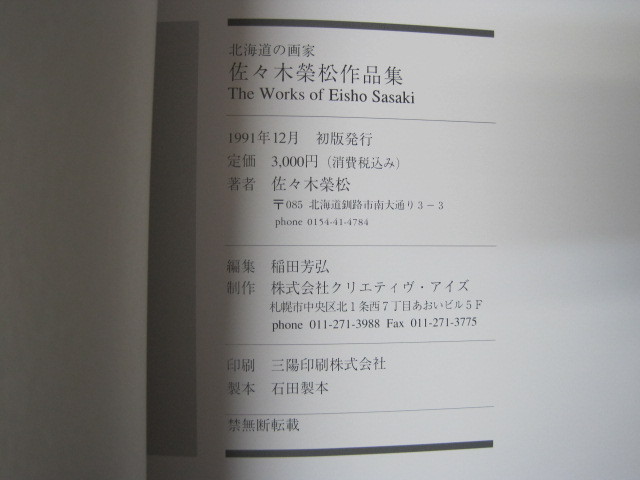 北海道の画家
佐々木榮松作品集
The Works of Eisho Sasaki
1991年12月　初版発行
定価　3,000円（消費税込み）
著者　佐々木榮松
〒085 北海道釧路市南大通り3－3
phone 0154-41-4784
編集　稲田芳弘
制作　株式会社クリエティヴ・アイズ
札幌市中央区北1条西7丁目あおいビル5F
phone 011-271-3988 Fax 011-271-3775
印刷　三陽印刷株式会社
製本　石田製本
禁無断転載